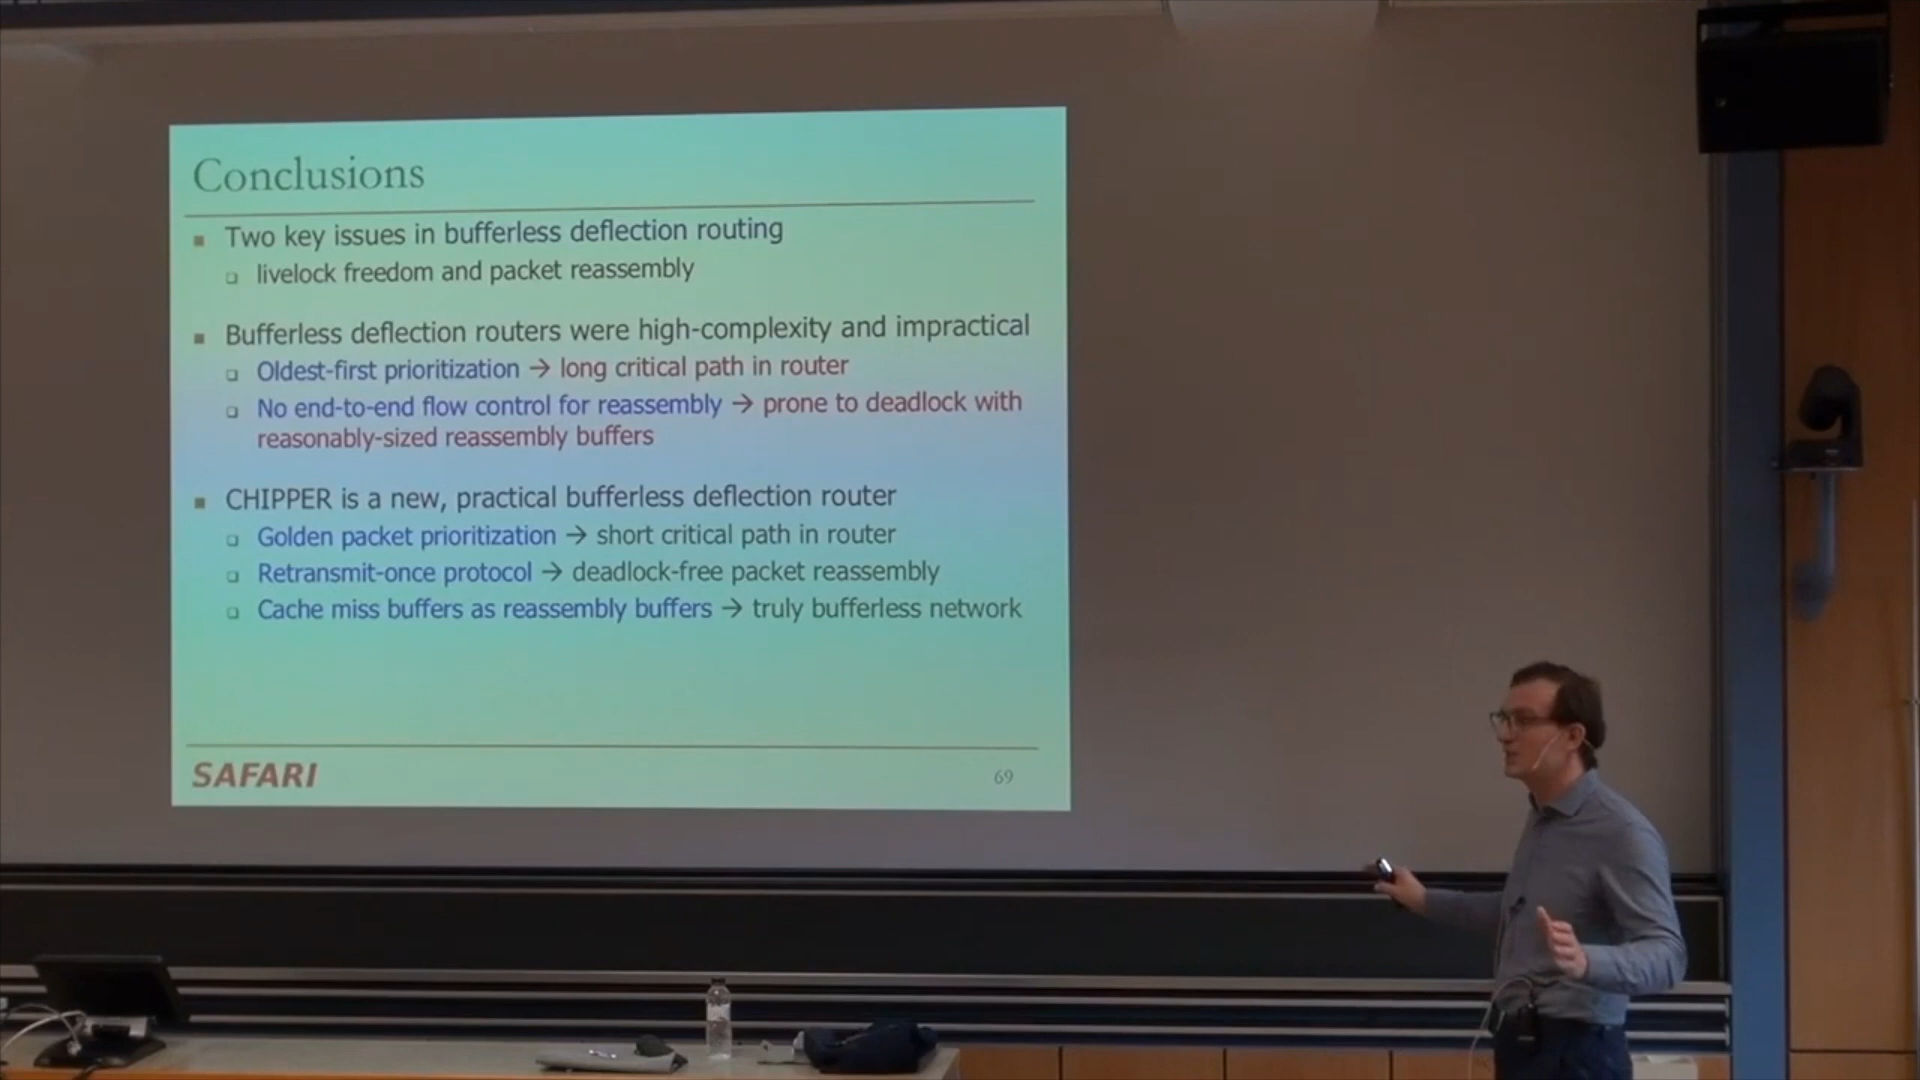 Conclusions
Two key issues in bufferless deflection routing
livelock freedom and packet reassembly
Bufferless deflection routers were high-complexity and impractical
Oldest-first prioritization → long critical path in router
No end-to-end flow control for reassembly → prone to deadlock with
reasonably-sized reassembly buffers
CHIPPER is a new, practical bufferless deflection router
Golden packet prioritization → short critical path in router
Retransmit-once protocol → deadlock-free packet reassembly
Cache miss buffers as reassembly buffers → truly bufferless network
SAFARI
69